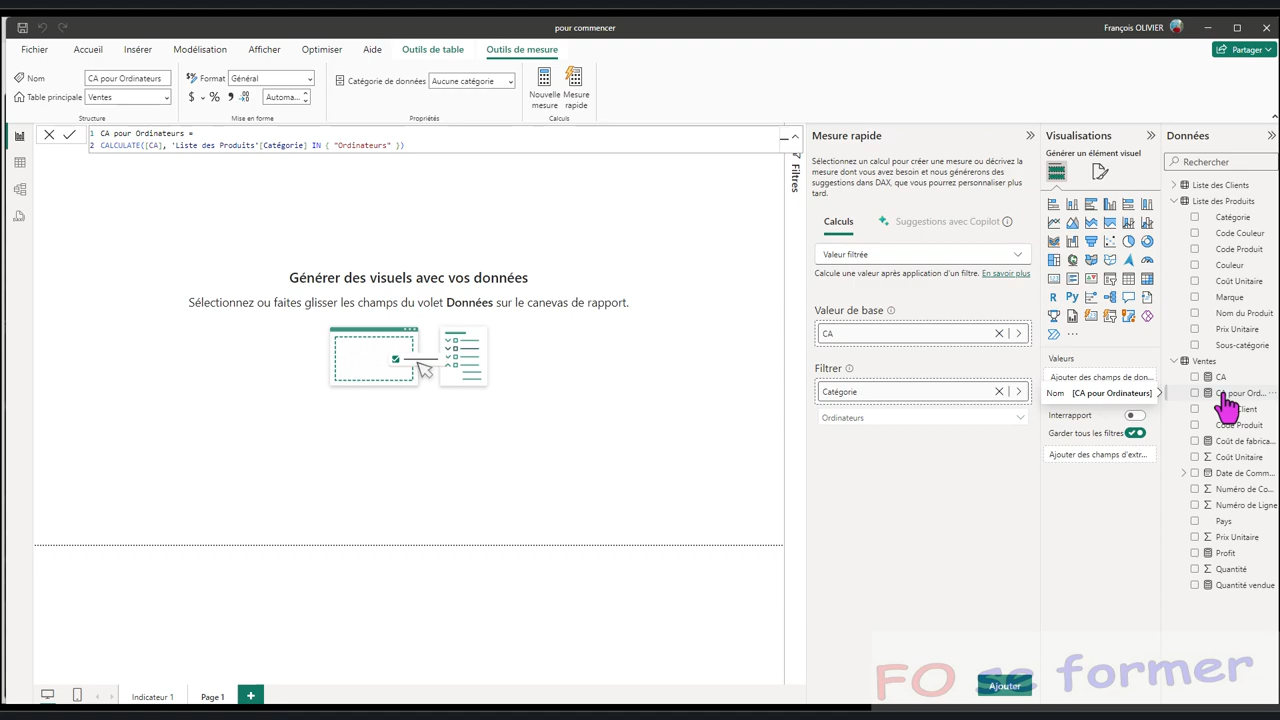 pour commencer
François OLIVIER
Fichier
Accueil
Insérer
Modélisation
Afficher
Optimiser
Aide
Outils de table
Outils de mesure
Partager
Nom
CA pour Ordinateurs
Format
Général
Catégorie de données
Aucune catégorie
Table principale
Ventes
$
%
Automa...
Nouvelle
mesure
Mesure
rapide
Structure
Mise en forme
Propriétés
Calculs
1 CA pour Ordinateurs =
2 CALCULATE([CA], 'Liste des Produits'[Catégorie] IN { "Ordinateurs" })
Filtres
Générer des visuels avec vos données
Sélectionnez ou faites glisser les champs du volet Données sur le canevas de rapport.
Mesure rapide
Sélectionnez un calcul pour créer une mesure ou décrivez la
mesure dont vous avez besoin et nous générerons des
suggestions dans DAX, que vous pourrez personnaliser plus
tard.
Calculs
Suggestions avec Copilot
Valeur filtrée
Calcule une valeur après application d'un filtre. En savoir plus
Valeur de base
CA
Filtrer
Catégorie
Ordinateurs
Ajouter
Visualisations
Générer un élément visuel
R
Py
Valeurs
Ajouter des champs de don...
Nom [CA pour Ordinateurs]
Interrapport
Garder tous les filtres
Ajouter des champs d'extr...
Données
Rechercher
Liste des Clients
Liste des Produits
Catégorie
Code Couleur
Code Produit
Couleur
Coût Unitaire
Marque
Nom du Produit
Prix Unitaire
Sous-catégorie
Ventes
CA
CA pour Ord...
Client
Code Produit
Coût de fabrica...
Coût Unitaire
Date de Comm...
Numéro de Co...
Numéro de Ligne
Pays
Prix Unitaire
Profit
Quantité
Quantité vendue
Indicateur 1
Page 1
FO se former